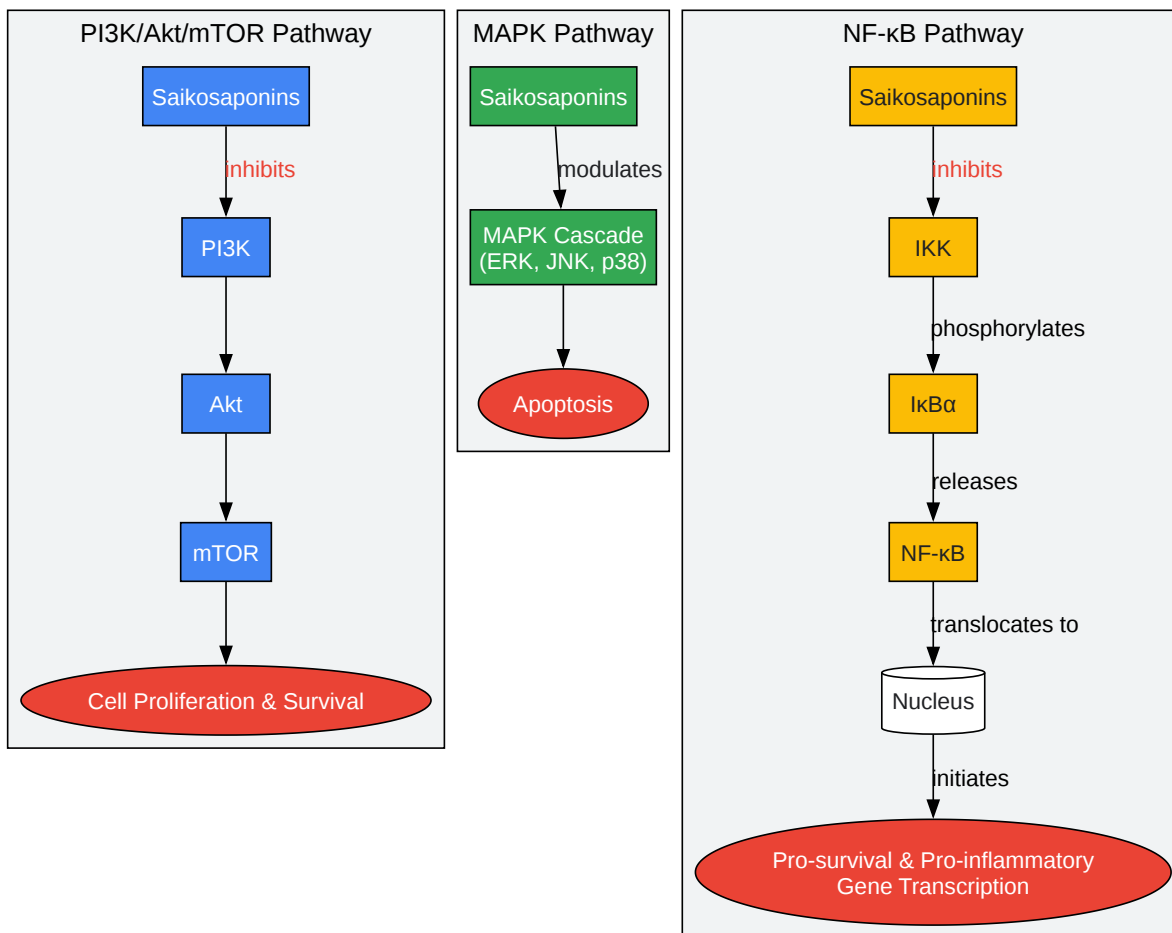 PI3K/Akt/mTOR Pathway
Saikosaponins
inhibits
PI3K
Akt
mTOR
Cell Proliferation & Survival
MAPK Pathway
Saikosaponins
modulates
MAPK Cascade
(ERK, JNK, p38)
Apoptosis
NF-κB Pathway
Saikosaponins
inhibits
IKK
phosphorylates
IκBα
releases
NF-κB
translocates to
Nucleus
initiates
Pro-survival & Pro-inflammatory
Gene Transcription